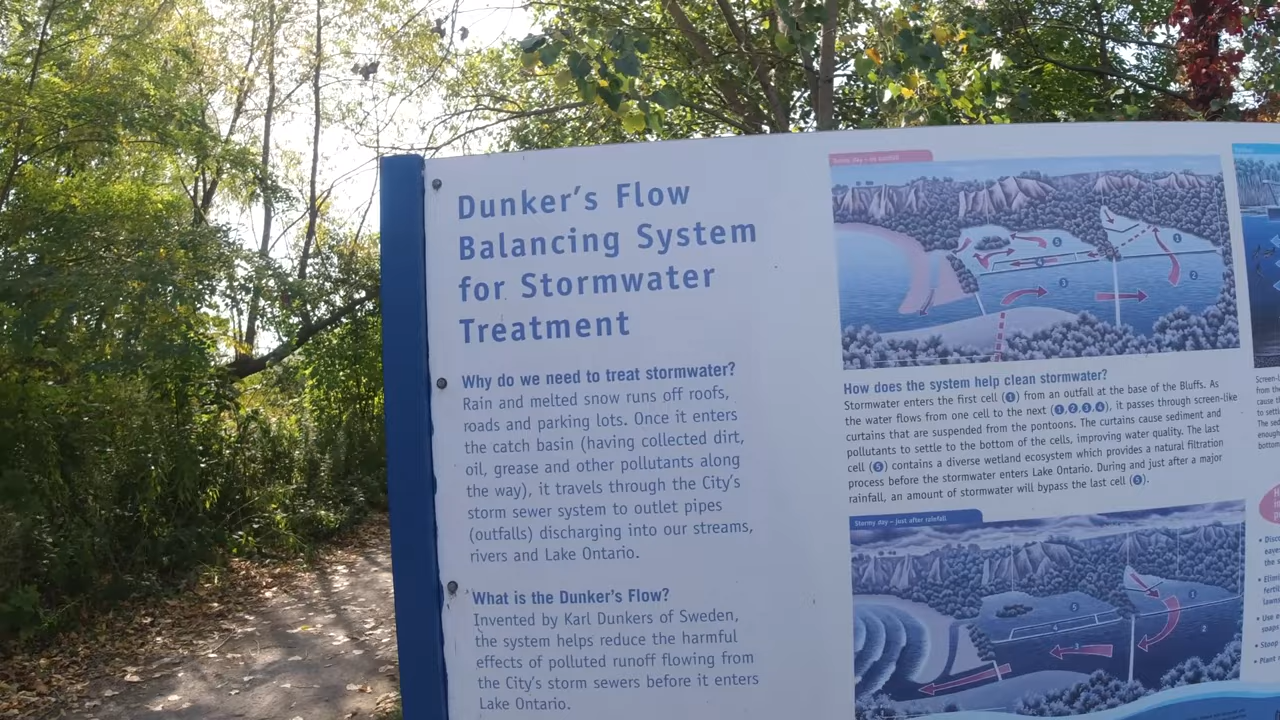 Dunker's Flow
Balancing System
for Stormwater
Treatment
Why do we need to treat stormwater?
Rain and melted snow runs off roofs,
roads and parking lots. Once it enters
the catch basin (having collected dirt,
oil, grease and other pollutants along
the way), it travels through the City's
storm sewer system to outlet pipes
(outfalls) discharging into our streams,
rivers and Lake Ontario.
What is the Dunker's Flow?
Invented by Karl Dunkers of Sweden,
the system helps reduce the harmful
effects of polluted runoff flowing from
the City's storm sewers before it enters
Lake Ontario.
How does the system help clean stormwater?
Stormwater enters the first cell (1) from an outfall at the base of the Bluffs. As
the water flows from one cell to the next (1,2,3,4), it passes through screen-like
curtains that are suspended from the pontoons. The curtains cause sediment and
pollutants to settle to the bottom of the cells, improving water quality. The last
cell (5) contains a diverse wetland ecosystem which provides a natural filtration
process before the stormwater enters Lake Ontario. During and just after a major
rainfall, an amount of stormwater will bypass the last cell (5).
Stormy day – just after rainfall